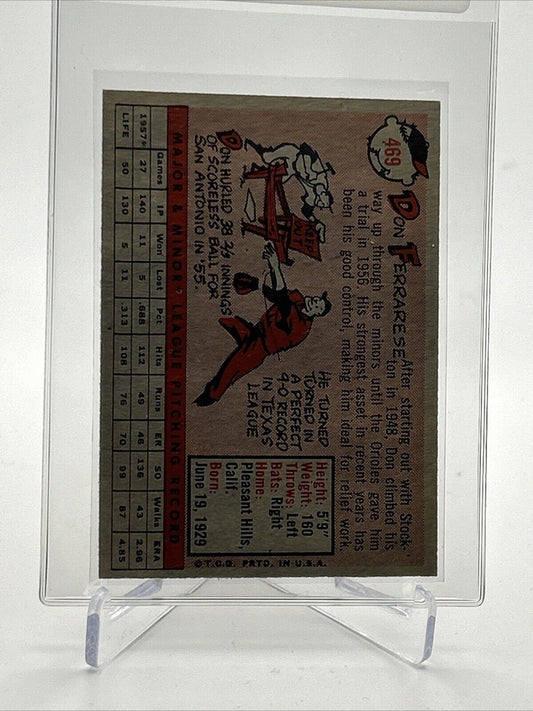 469
DON FERRARESE
After starting out with Stock-
ton in 1948, Don climbed his
way up through the minors until the Orioles gave him
a trial in 1956. His strongest asset in recent years has
been his good control, making him ideal for relief work.
DON HURLED 38 2/3 INNINGS
OF SCORELESS BALL FOR
SAN ANTONIO IN '55.
KEEP OUT
HE TURNED
TURNED IN
A PERFECT
9-0 RECORD
IN TEXAS
LEAGUE
Height: 5'9"
Weight: 160
Throws: Left
Bats: Right
Home:
Pleasant Hills,
Calif.
Born:
June 19, 1929
MAJOR & MINOR* LEAGUE PITCHING RECORD
Games IP Won Lost Pct Hits Runs ER SO Walks ERA
1957* 27 140 11 5 .688 112 49 46 136 43 2.96
LIFE 50 130 5 11 .313 108 76 70 99 87 4.85
©T.C.G. PRTD. IN U.S.A.